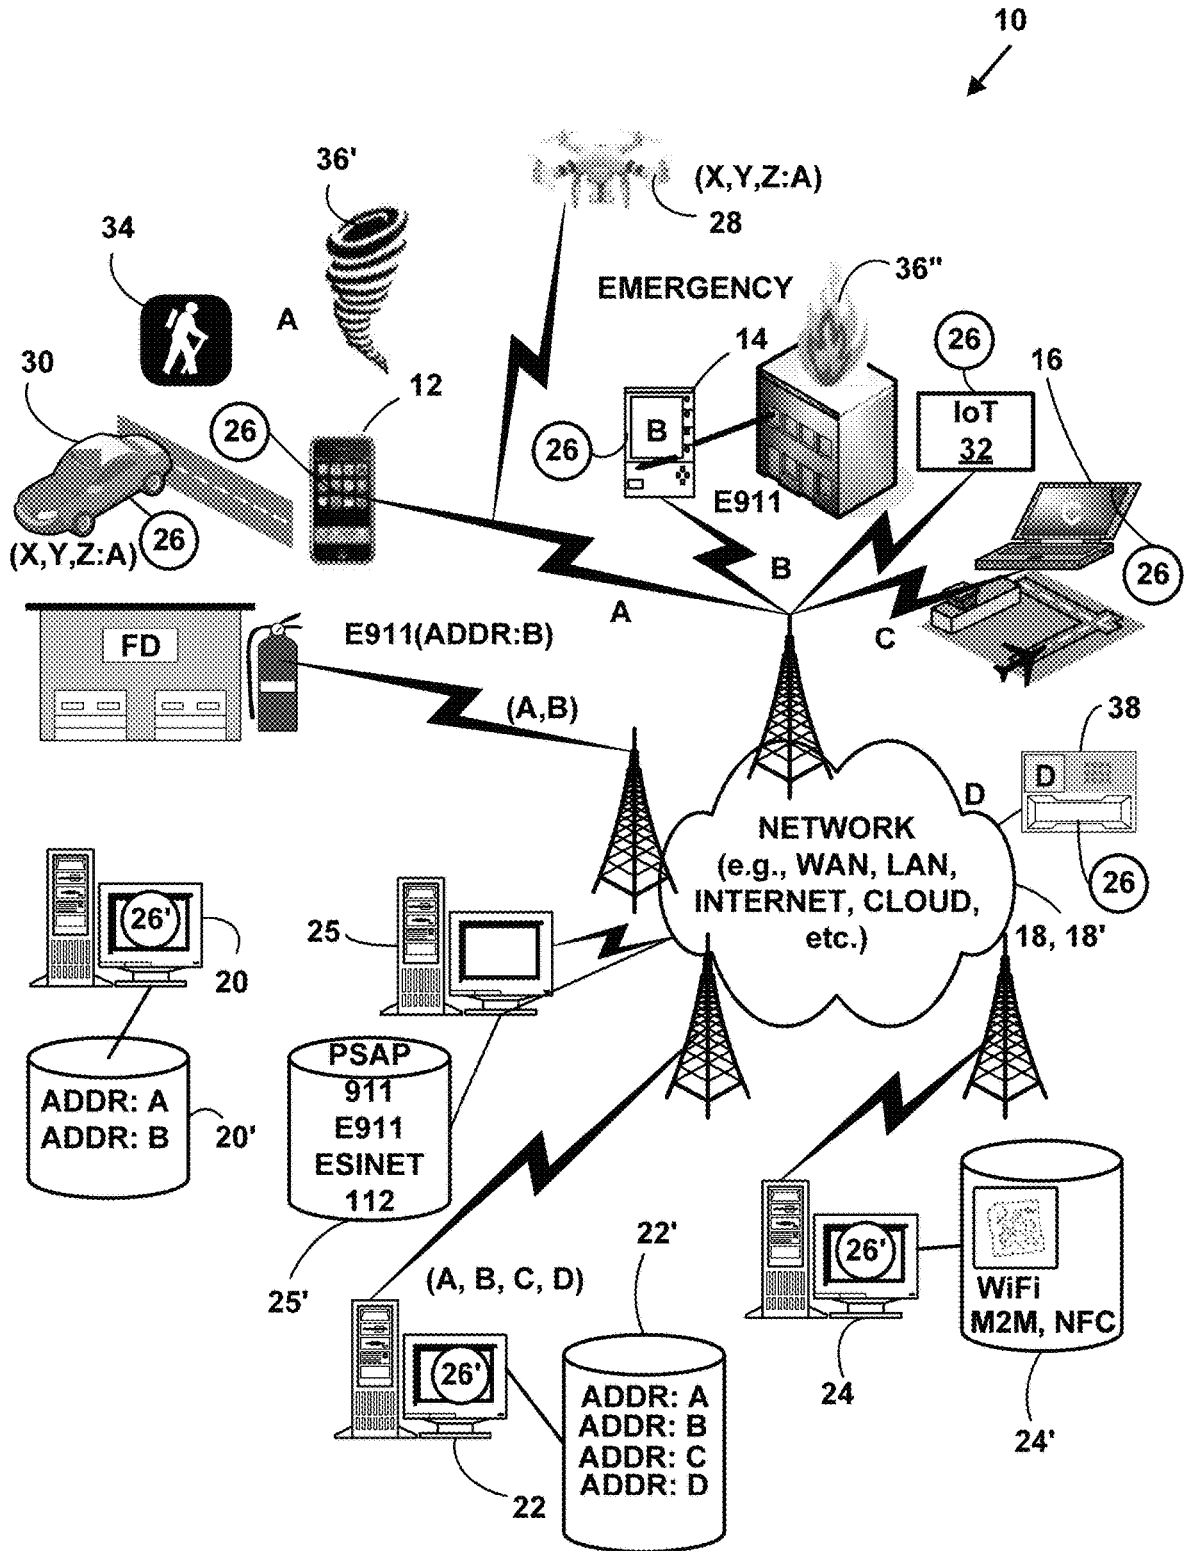 10
36'
(X,Y,Z:A)
28
34
36"
EMERGENCY
A
14
26
16
30
12
IoT
32
26
B
26
E911
C
(X,Y,Z:A)
26
B
26
A
C
FD
E911(ADDR:B)
(A,B)
38
D
D
NETWORK
(e.g., WAN, LAN,
INTERNET, CLOUD,
etc.)
26
26'
25
18, 18'
20
PSAP
911
E911
ESINET
112
ADDR: A
ADDR: B
20'
22'
26'
WiFi
M2M, NFC
25'
(A, B, C, D)
24
26'
ADDR: A
ADDR: B
ADDR: C
ADDR: D
24'
22